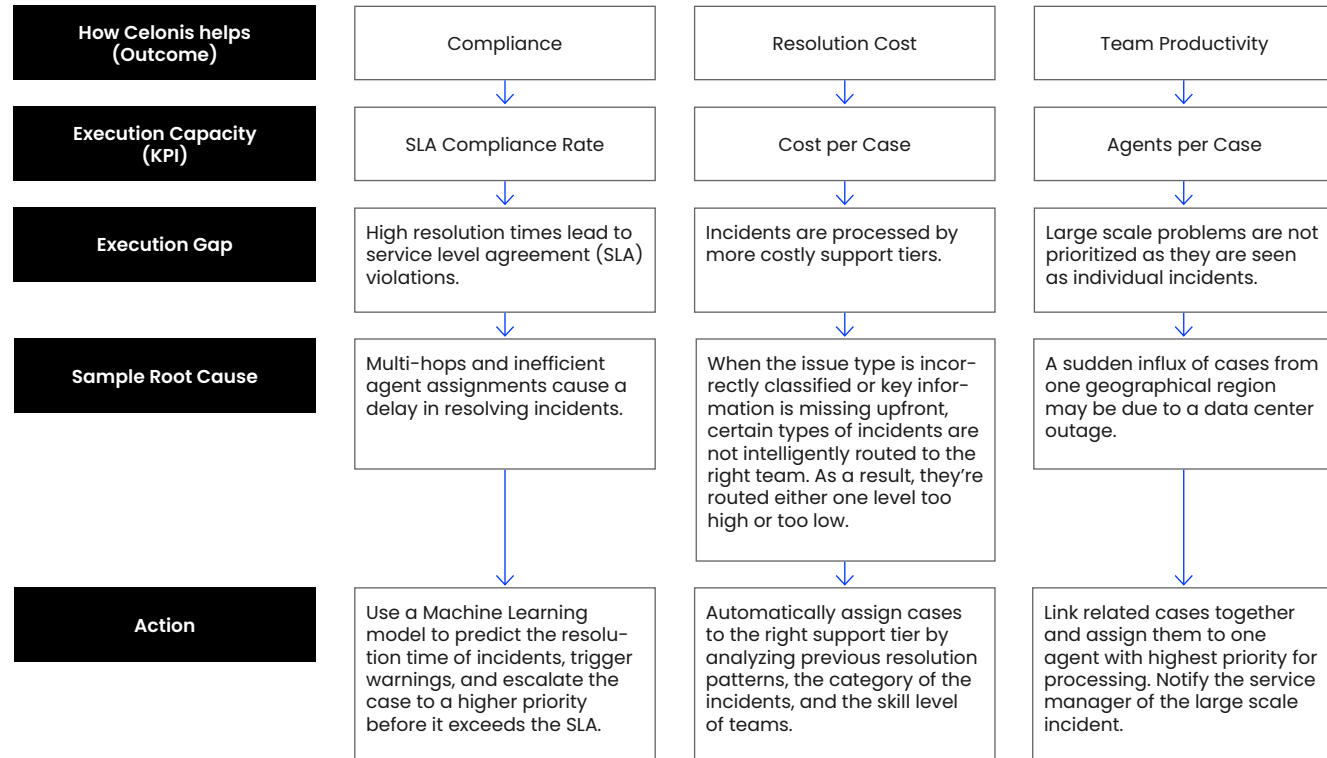 How Celonis helps
(Outcome)
Compliance
Resolution Cost
Team Productivity
Execution Capacity
(KPI)
SLA Compliance Rate
Cost per Case
Agents per Case
Execution Gap
High resolution times lead to
service level agreement (SLA)
violations.
Incidents are processed by
more costly support tiers.
Large scale problems are not
prioritized as they are seen
as individual incidents.
Sample Root Cause
Multi-hops and inefficient
agent assignments cause a
delay in resolving incidents.
When the issue type is incor-
rectly classified or key infor-
mation is missing upfront,
certain types of incidents are
not intelligently routed to the
right team. As a result, they’re
routed either one level too
high or too low.
A sudden influx of cases from
one geographical region
may be due to a data center
outage.
Action
Use a Machine Learning
model to predict the resolu-
tion time of incidents, trigger
warnings, and escalate the
case to a higher priority
before it exceeds the SLA.
Automatically assign cases
to the right support tier by
analyzing previous resolution
patterns, the category of the
incidents, and the skill level
of teams.
Link related cases together
and assign them to one
agent with highest priority for
processing. Notify the service
manager of the large scale
incident.